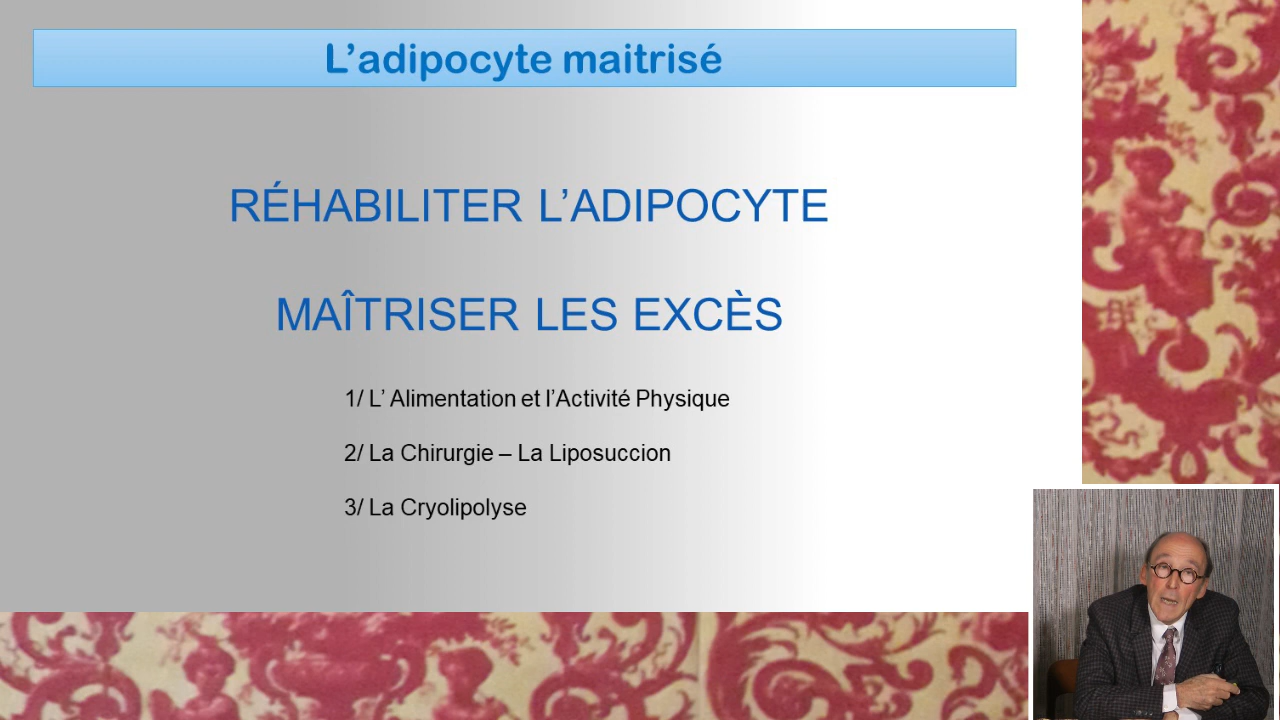 L’adipocyte maitrisé
RÉHABILITER L’ADIPOCYTE
MAÎTRISER LES EXCÈS
1/ L’ Alimentation et l’Activité Physique
2/ La Chirurgie – La Liposuccion
3/ La Cryolipolyse